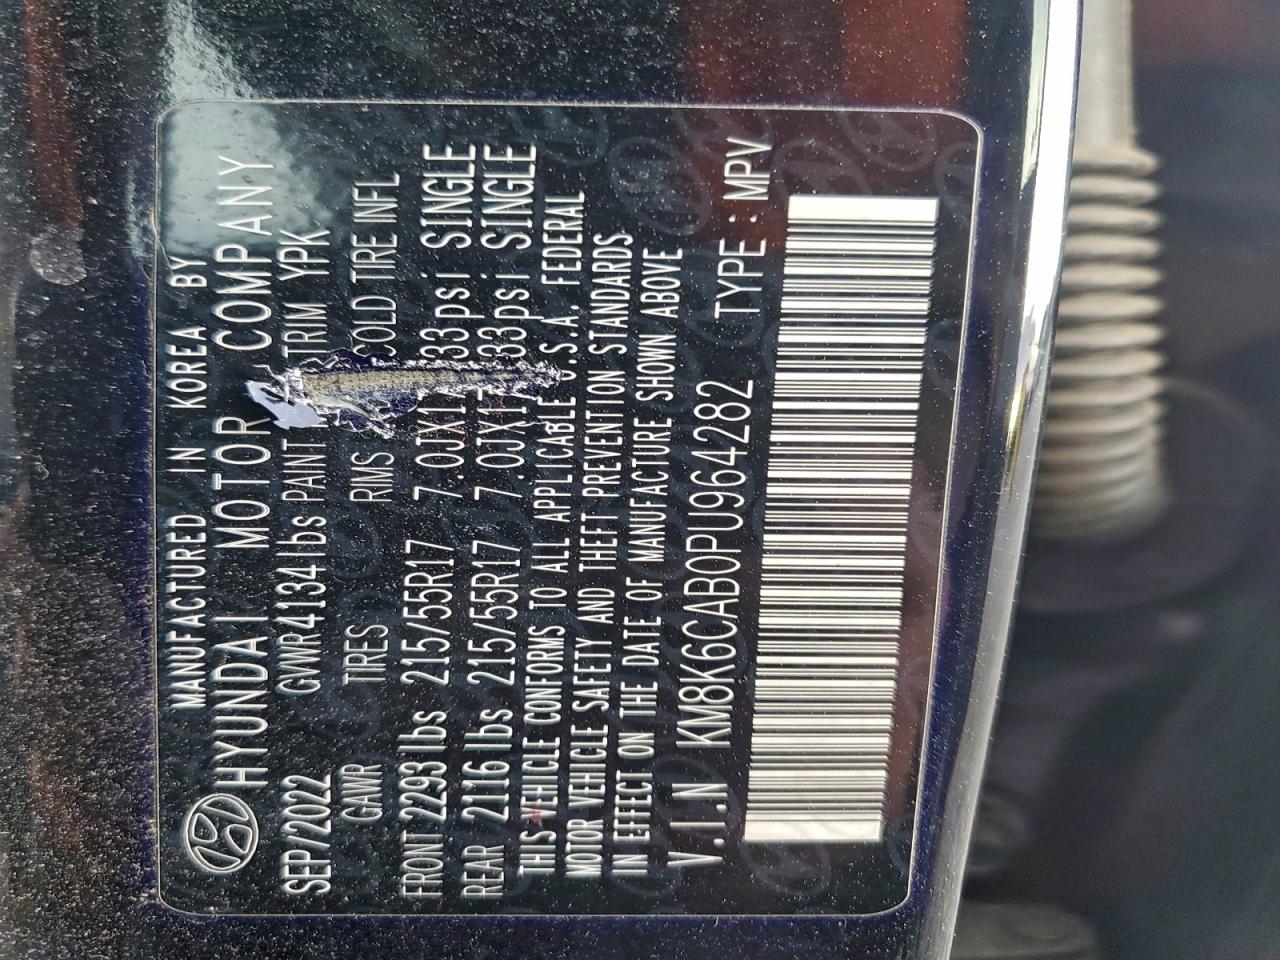 MANUFACTURED IN KOREA BY
HYUNDAI MOTOR COMPANY
SEP/2022 GVWR 4134 lbs PAINT TRIM YPK
GAWR TIRES RIMS COLD TIRE INFL
FRONT 2293 lbs 215/55R17 7.0JX17 33psi SINGLE
REAR 2116 lbs 215/55R17 7.0JX17 33psi SINGLE
THIS VEHICLE CONFORMS TO ALL APPLICABLE U.S.A. FEDERAL
MOTOR VEHICLE SAFETY AND THEFT PREVENTION STANDARDS
IN EFFECT ON THE DATE OF MANUFACTURE SHOWN ABOVE
V.I.N KM8K6CAB0PU964282 TYPE : MPV